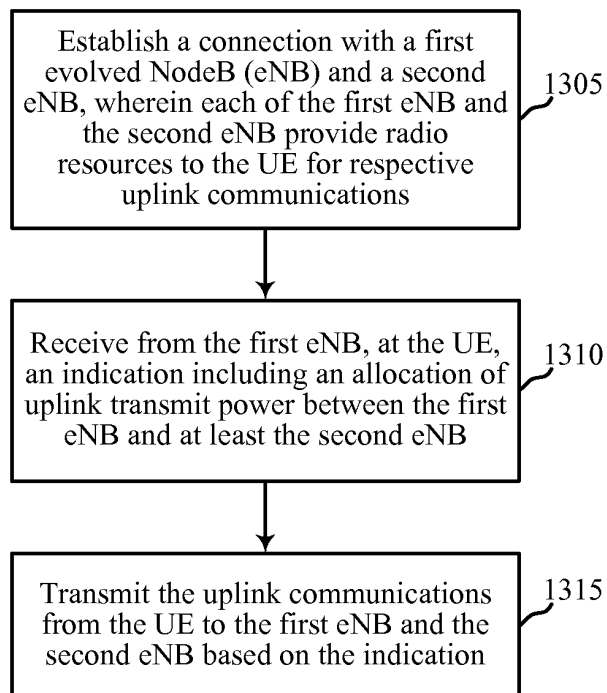 Establish a connection with a first
evolved NodeB (eNB) and a second
eNB, wherein each of the first eNB and
the second eNB provide radio
resources to the UE for respective
uplink communications
1305
Receive from the first eNB, at the UE,
an indication including an allocation of
uplink transmit power between the first
eNB and at least the second eNB
1310
Transmit the uplink communications
from the UE to the first eNB and the
second eNB based on the indication
1315